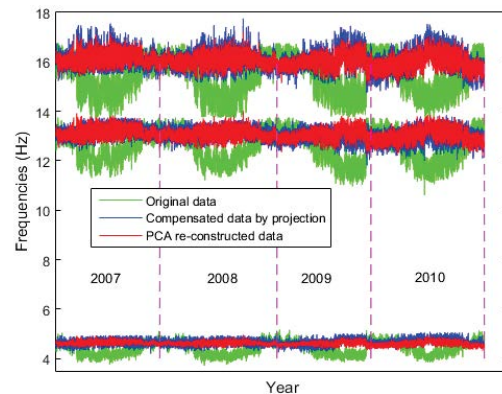 18
16
14
12
10
8
6
4
Frequencies (Hz)
Original data
Compensated data by projection
PCA re-constructed data
2007
2008
2009
2010
Year